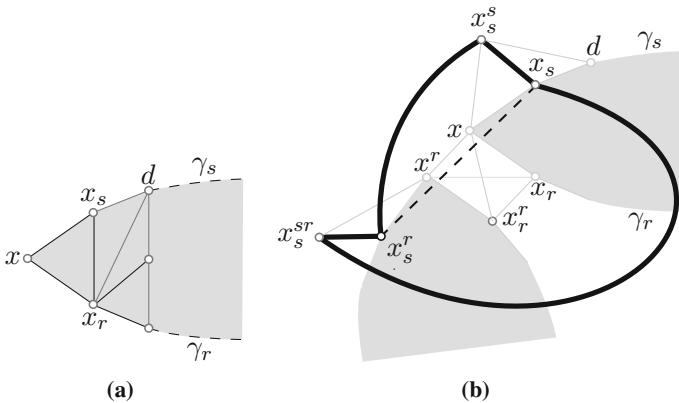 x_s^s
d
γ_s
x_s
x
x^r
x_r
γ_s
d
x_s
x_r^r
γ_r
x_s^{sr}
x_s^r
x
x_r
γ_r
(a)
(b)